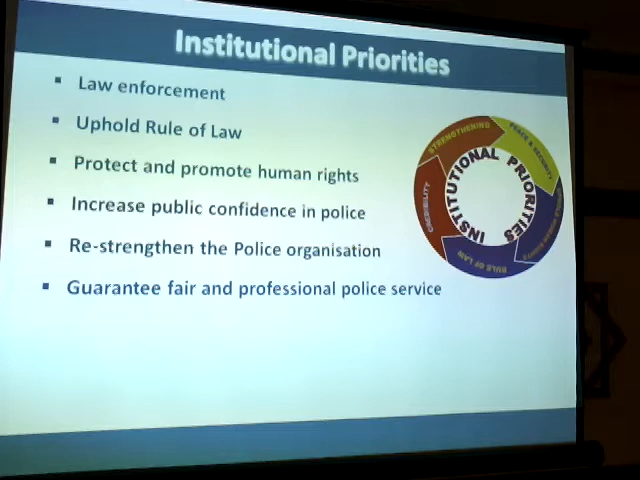 Institutional Priorities
▪ Law enforcement
▪ Uphold Rule of Law
▪ Protect and promote human rights
▪ Increase public confidence in police
▪ Re-strengthen the Police organisation
▪ Guarantee fair and professional police service
STRENGTHENING
PEACE & SECURITY
RULE OF LAW
CREDIBILITY
INSTITUTIONAL PRIORITIES